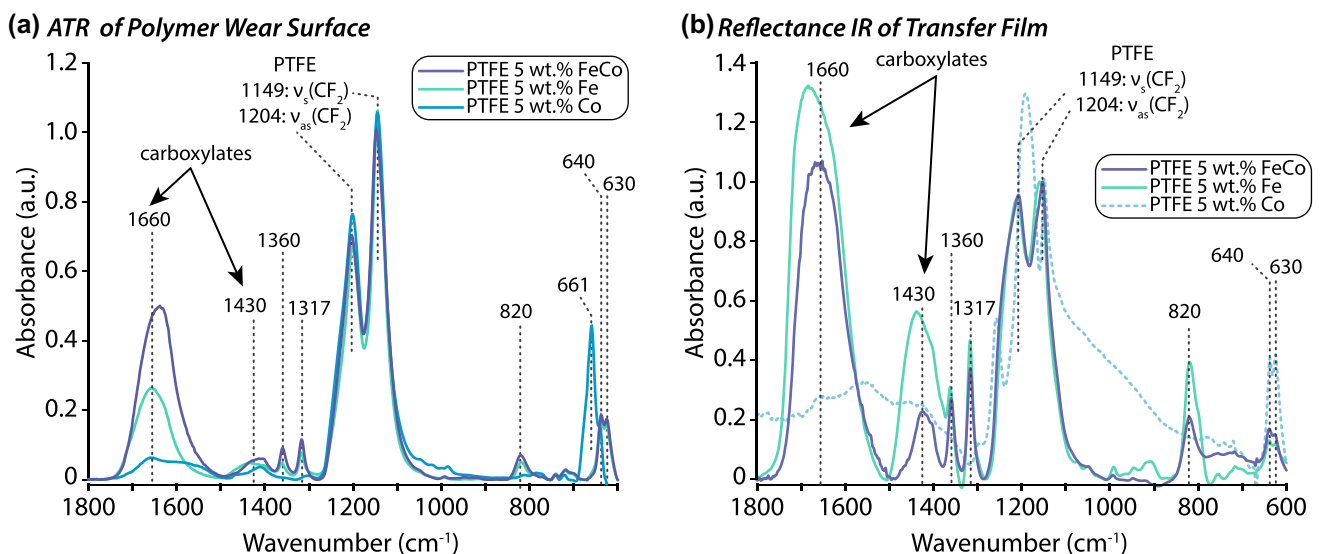 (a) ATR of Polymer Wear Surface
1.2
1.0
0.8
0.6
0.4
0.2
0
Absorbance (a.u.)
PTFE
1149: νs(CF2)
1204: νas(CF2)
PTFE 5 wt.% FeCo
PTFE 5 wt.% Fe
PTFE 5 wt.% Co
carboxylates
1660
1430
1360
1317
820
661
640
630
1800
1600
1400
1200
1000
800
Wavenumber (cm-1)
(b) Reflectance IR of Transfer Film
1.4
1.2
1.0
0.8
0.6
0.4
0.2
0
Absorbance (a.u.)
1660
carboxylates
PTFE
1149: νs(CF2)
1204: νas(CF2)
PTFE 5 wt.% FeCo
PTFE 5 wt.% Fe
PTFE 5 wt.% Co
1430
1360
1317
820
640
630
1800
1600
1400
1200
1000
800
600
Wavenumber (cm-1)